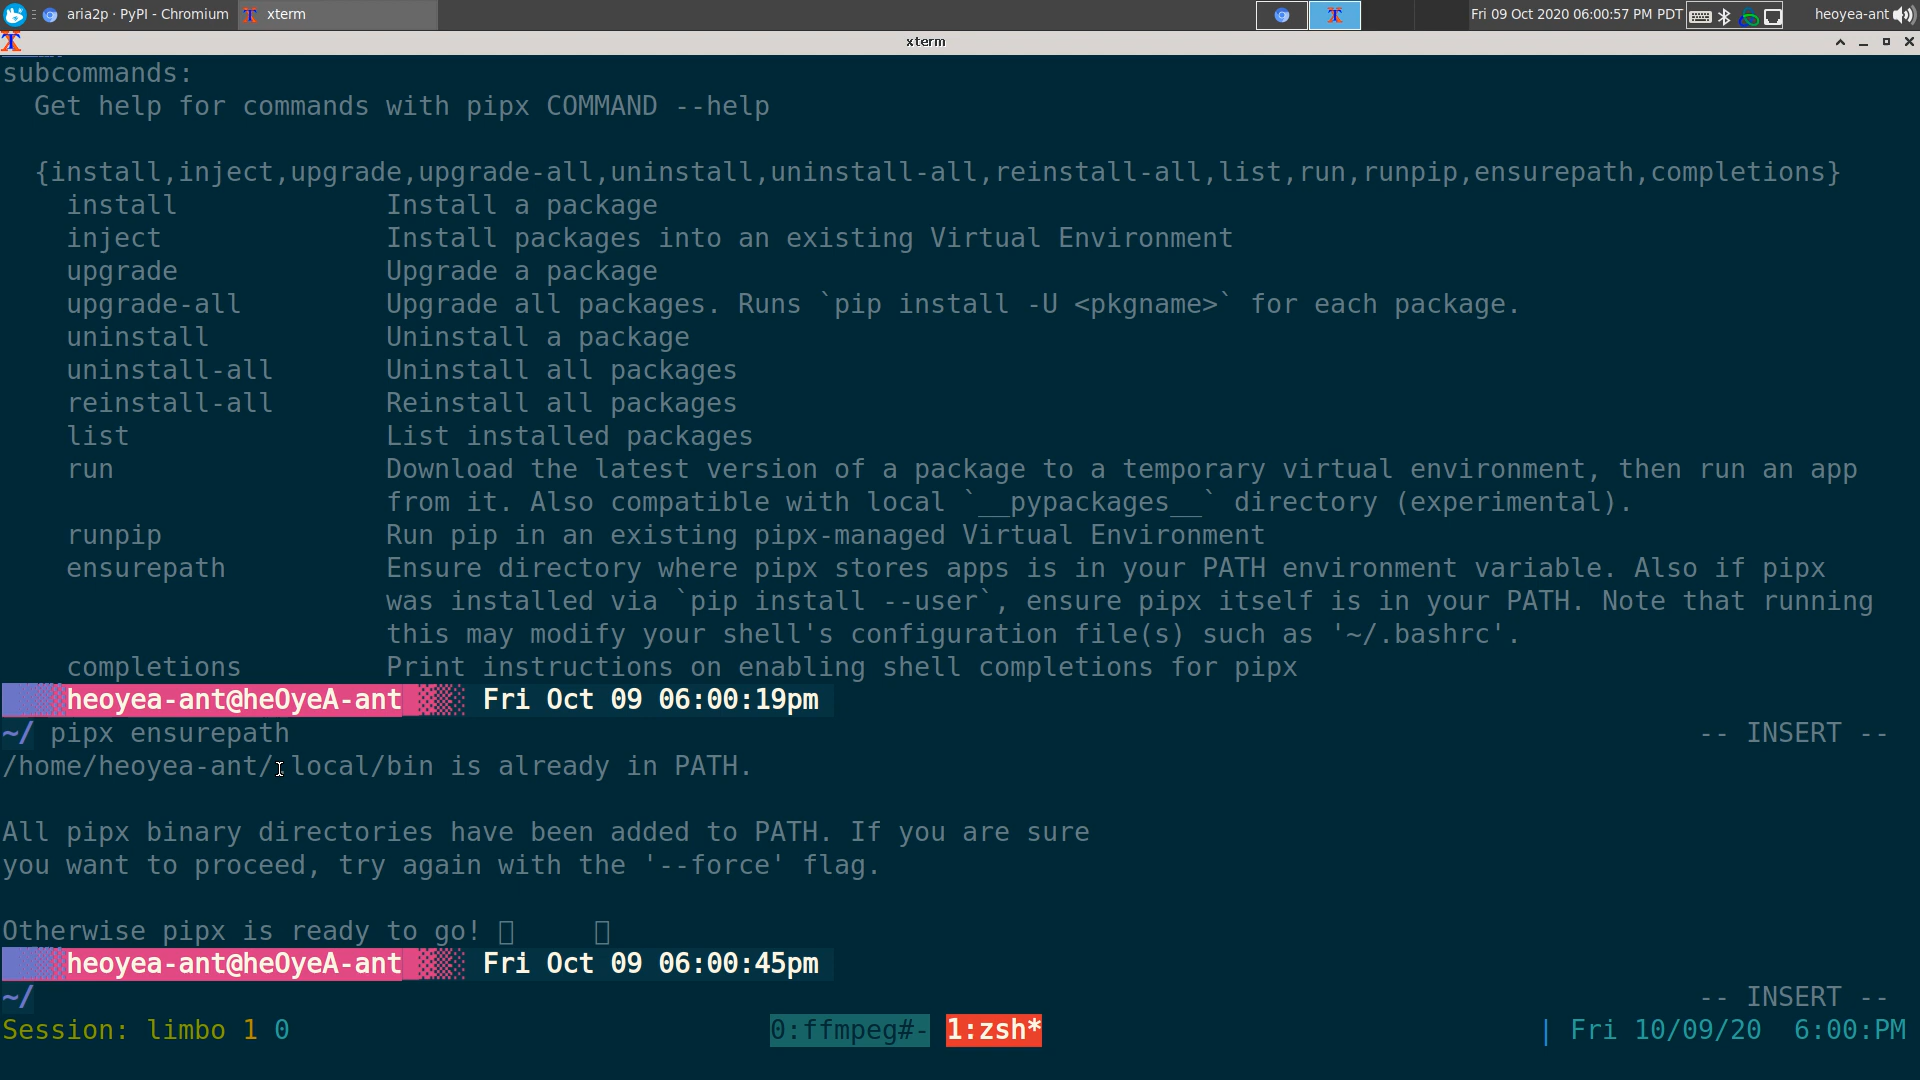 aria2p · PyPI - Chromium
xterm
Fri 09 Oct 2020 06:00:57 PM PDT
heoyea-ant
xterm
subcommands:
Get help for commands with pipx COMMAND --help
{install,inject,upgrade,upgrade-all,uninstall,uninstall-all,reinstall-all,list,run,runpip,ensurepath,completions}
install Install a package
inject Install packages into an existing Virtual Environment
upgrade Upgrade a package
upgrade-all Upgrade all packages. Runs `pip install -U <pkgname>` for each package.
uninstall Uninstall a package
uninstall-all Uninstall all packages
reinstall-all Reinstall all packages
list List installed packages
run Download the latest version of a package to a temporary virtual environment, then run an app
from it. Also compatible with local `__pypackages__` directory (experimental).
runpip Run pip in an existing pipx-managed Virtual Environment
ensurepath Ensure directory where pipx stores apps is in your PATH environment variable. Also if pipx
was installed via `pip install --user`, ensure pipx itself is in your PATH. Note that running
this may modify your shell's configuration file(s) such as '~/.bashrc'.
completions Print instructions on enabling shell completions for pipx
heoyea-ant@heOyeA-ant Fri Oct 09 06:00:19pm
~/ pipx ensurepath -- INSERT --
/home/heoyea-ant/.local/bin is already in PATH.
All pipx binary directories have been added to PATH. If you are sure
you want to proceed, try again with the '--force' flag.
Otherwise pipx is ready to go!
heoyea-ant@heOyeA-ant Fri Oct 09 06:00:45pm
~/ -- INSERT --
Session: limbo 1 0 0:ffmpeg#- 1:zsh* | Fri 10/09/20 6:00:PM